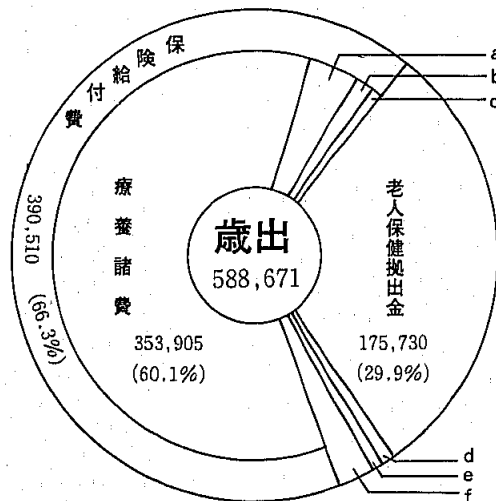 保険給付費
390,510 (66.3%)
療養諸費
353,905
(60.1%)
歳出
588,671
老人保健拠出金
175,730
(29.9%)
a
b
c
d
e
f